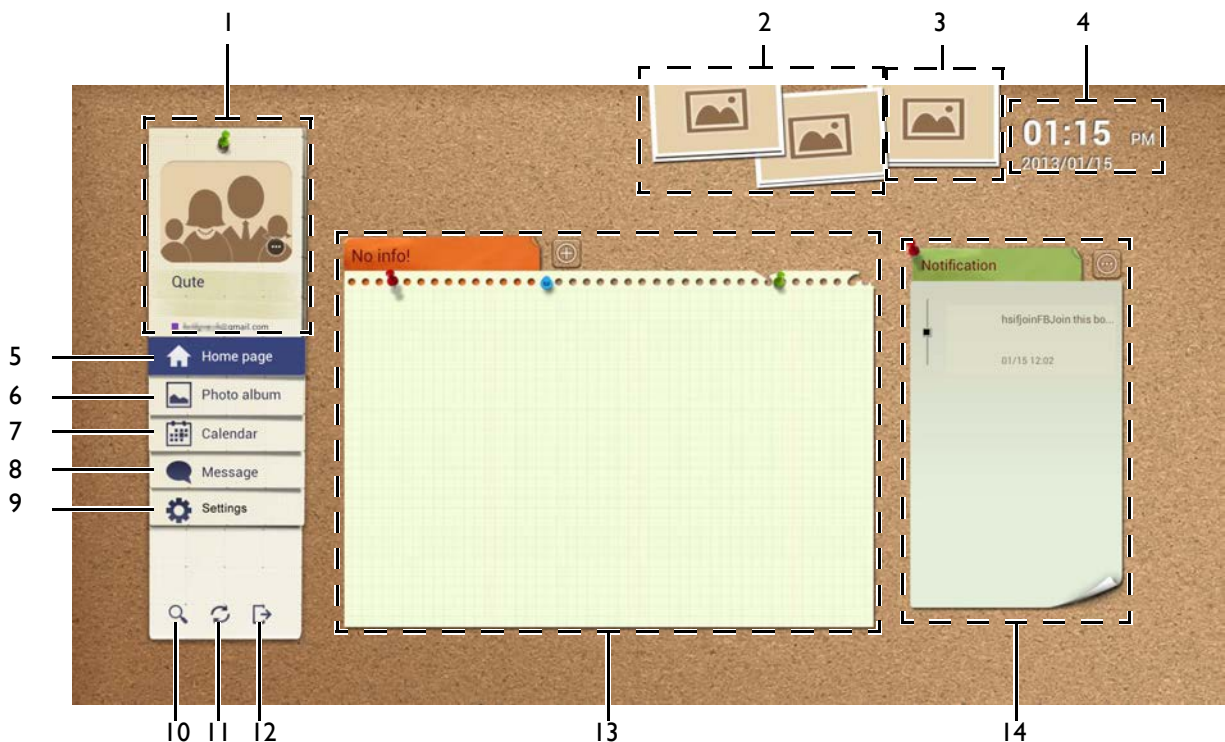 1
2
3
4
01:15 PM
2013/01/15
No info!
Notification
Qute
hsifjoinFBJoin this bo...
@gmail.com
01/15 12:02
5
Home page
6
Photo album
7
Calendar
8
Message
9
Settings
10
11
12
13
14